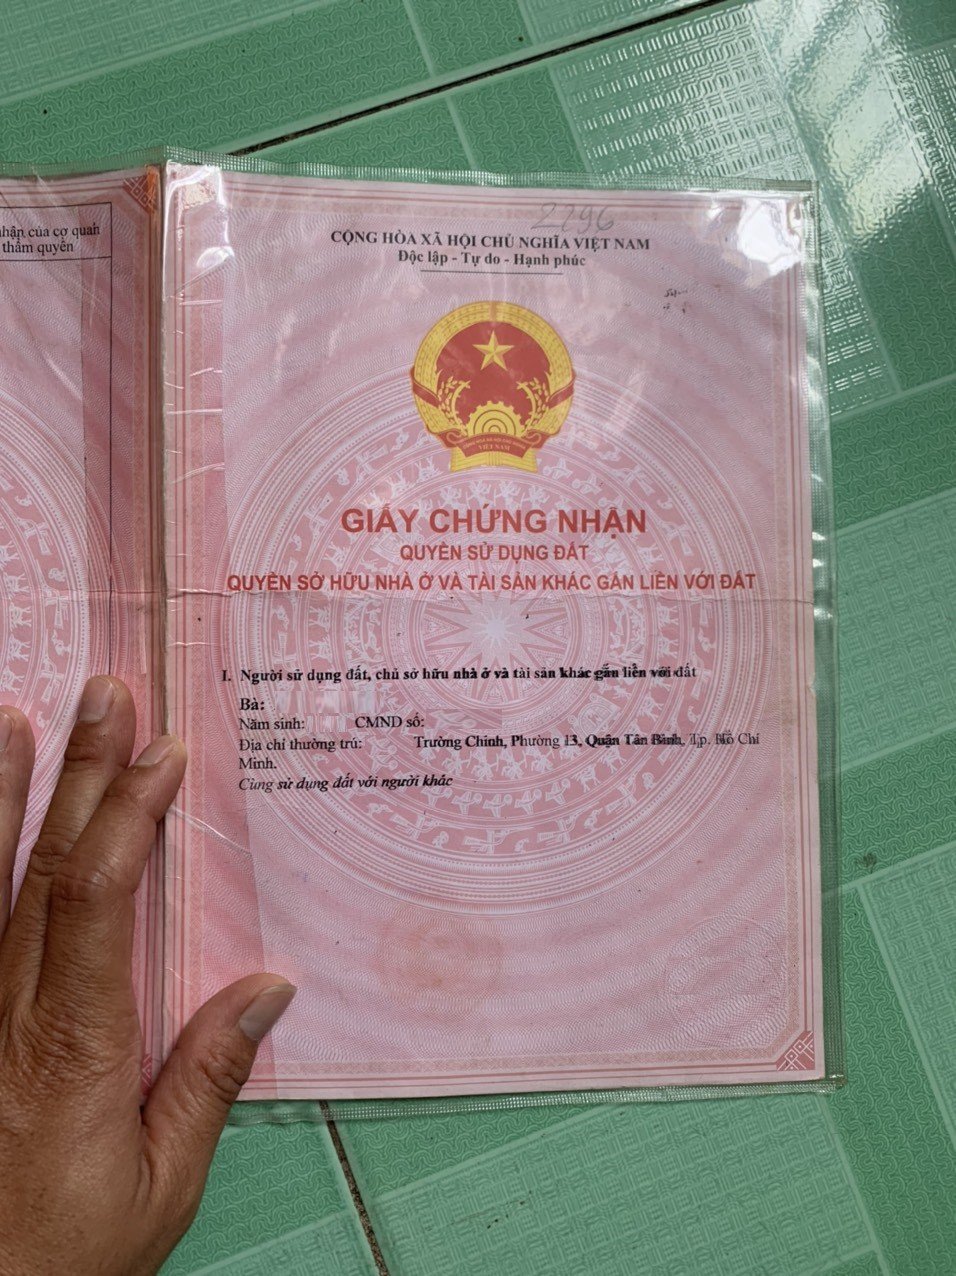 nhận của cơ quan
thẩm quyền
2296
CỘNG HÒA XÃ HỘI CHỦ NGHĨA VIỆT NAM
Độc lập - Tự do - Hạnh phúc
VIỆT NAM
GIẤY CHỨNG NHẬN
QUYỀN SỬ DỤNG ĐẤT
QUYỀN SỞ HỮU NHÀ Ở VÀ TÀI SẢN KHÁC GẮN LIỀN VỚI ĐẤT
I. Người sử dụng đất, chủ sở hữu nhà ở và tài sản khác gắn liền với đất
Bà:
Năm sinh: CMND số:
Địa chỉ thường trú: Trường Chinh, Phường 13, Quận Tân Bình, Tp. Hồ Chí
Minh.
Cùng sử dụng đất với người khác